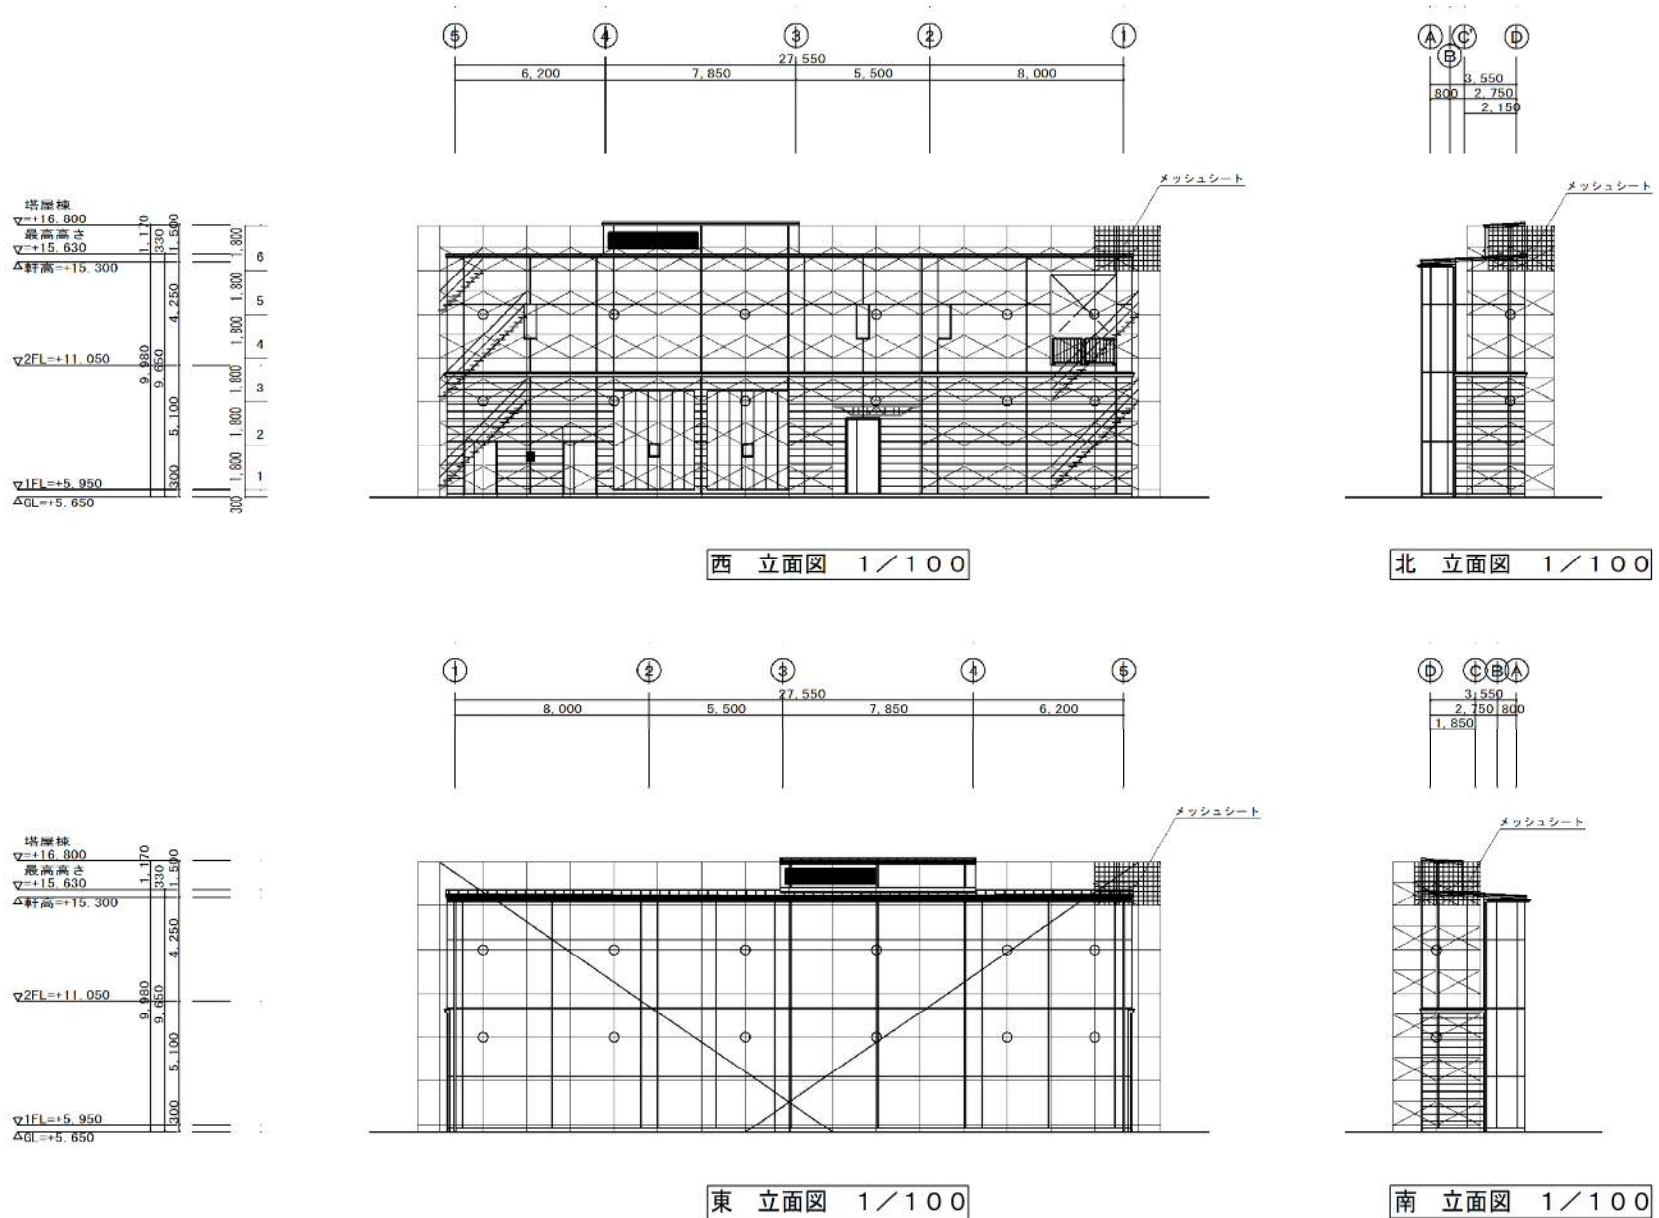 ⑤ ④ ③ ② ①
27,550
6,200 7,850 5,500 8,000
メッシュシート
塔屋棟
▽=+16.800
最高高さ
▽=+15,630
△軒高=+15.300
▽2FL=+11.050
▽1FL=+5,950
△GL=+5.650
1,170
330
1,500
4,250
9,980
9,650
5,100
300
1,800 6
1,800 5
1,800 4
1,800 3
1,800 2
1,800 1
300
西 立面図 1/100
A B C' D
3,550
800 2,750
2,150
メッシュシート
北 立面図 1/100
① ② ③ ④ ⑤
27,550
8,000 5,500 7,850 6,200
メッシュシート
塔屋棟
▽=+16,800
最高高さ
▽=+15,630
△軒高=+15.300
▽2FL=+11.050
▽1FL=+5,950
△GL=+5.650
1,170
330
1,500
4,250
9,980
9,650
5,100
300
東 立面図 1/100
D C B A
3,550
2,750 800
1,850
メッシュシート
南 立面図 1/100